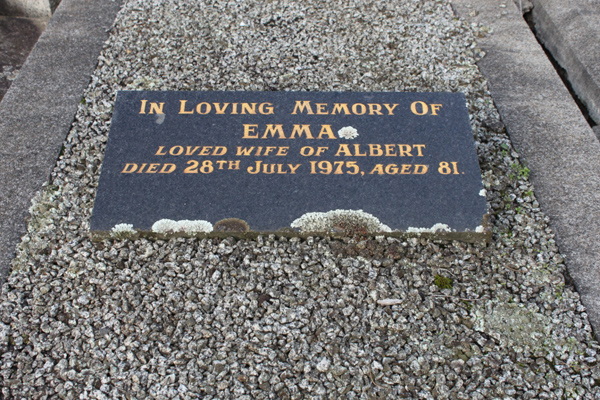 In Loving Memory Of
EMMA
LOVED WIFE OF ALBERT
DIED 28TH JULY 1975, AGED 81.